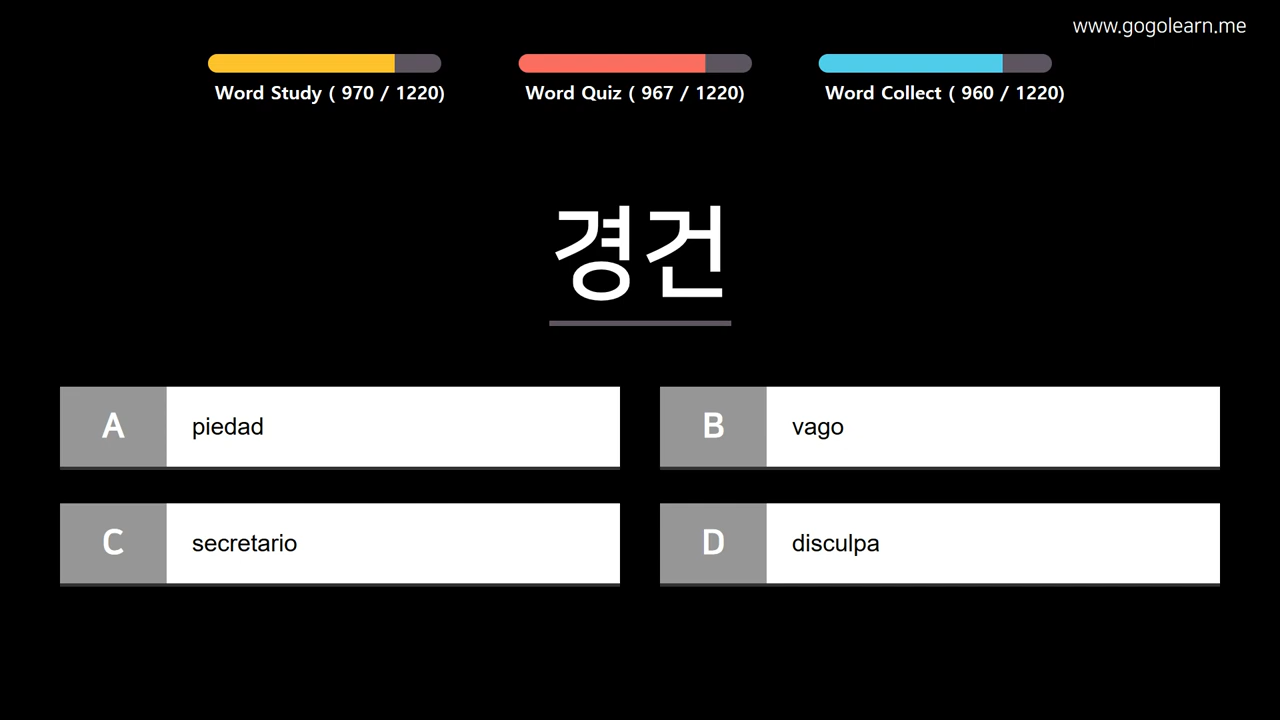 www.gogolearn.me
Word Study ( 970 / 1220)
Word Quiz ( 967 / 1220)
Word Collect ( 960 / 1220)
경건
A piedad
B vago
C secretario
D disculpa